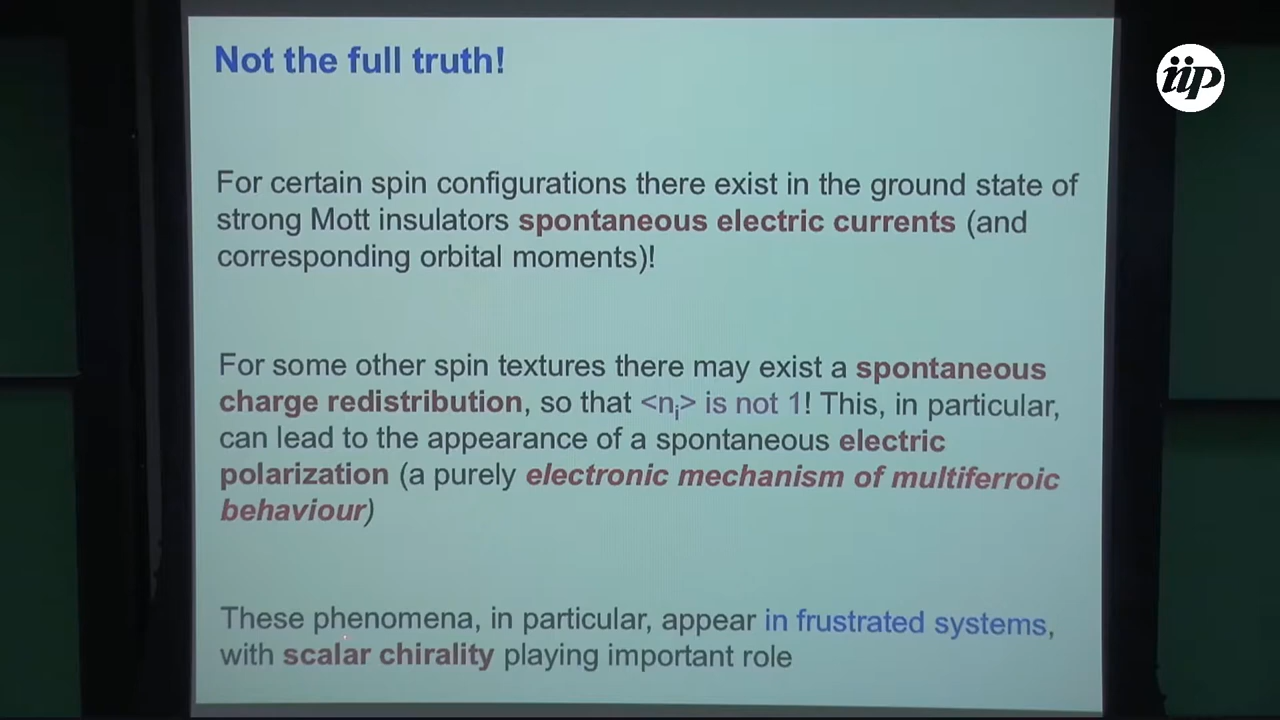 Not the full truth!
iip
For certain spin configurations there exist in the ground state of
strong Mott insulators spontaneous electric currents (and
corresponding orbital moments)!
For some other spin textures there may exist a spontaneous
charge redistribution, so that <ni> is not 1! This, in particular,
can lead to the appearance of a spontaneous electric
polarization (a purely electronic mechanism of multiferroic
behaviour)
These phenomena, in particular, appear in frustrated systems,
with scalar chirality playing important role